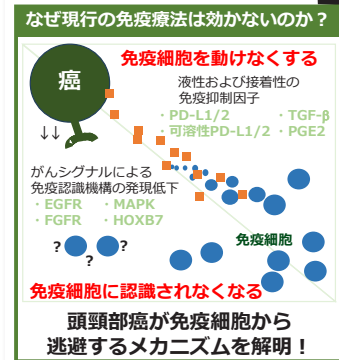 なぜ現行の免疫療法は効かないのか？
免疫細胞を動けなくする
癌
液性および接着性の
免疫抑制因子
・PD-L1/2 ・TGF-β
・可溶性PD-L1/2 ・PGE2
↓↓
がんシグナルによる
免疫認識機構の発現低下
・EGFR ・MAPK
・FGFR ・HOXB7
? ?
?
免疫細胞
免疫細胞に認識されなくなる
頭頸部癌が免疫細胞から
逃避するメカニズムを解明！